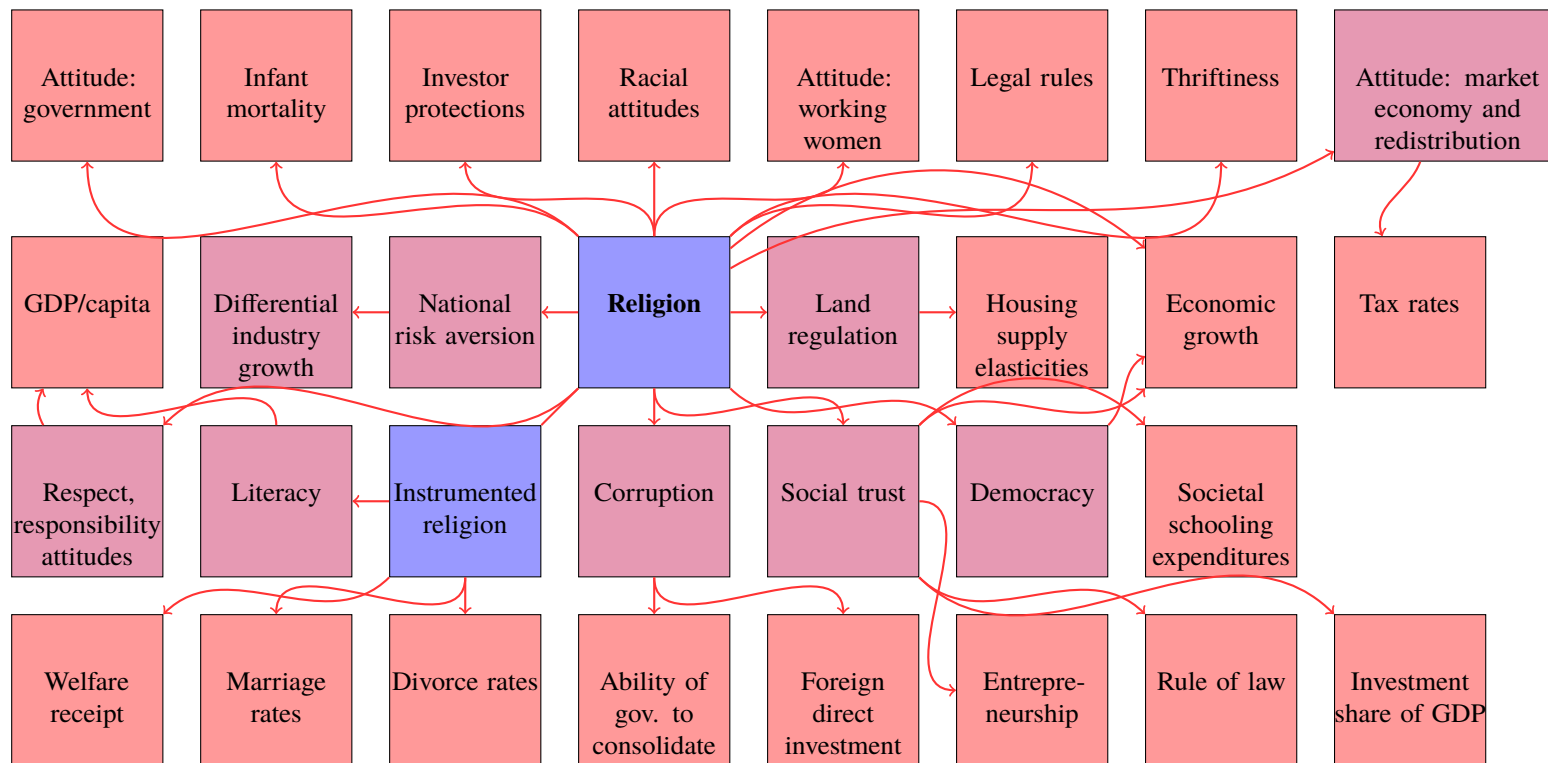 Attitude:
government
Infant
mortality
Investor
protections
Racial
attitudes
Attitude:
working
women
Legal rules
Thriftiness
Attitude: market
economy and
redistribution
GDP/capita
Differential
industry
growth
National
risk aversion
Religion
Land
regulation
Housing
supply
elasticities
Economic
growth
Tax rates
Respect,
responsibility
attitudes
Literacy
Instrumented
religion
Corruption
Social trust
Democracy
Societal
schooling
expenditures
Welfare
receipt
Marriage
rates
Divorce rates
Ability of
gov. to
consolidate
Foreign
direct
investment
Entrepre-
neurship
Rule of law
Investment
share of GDP